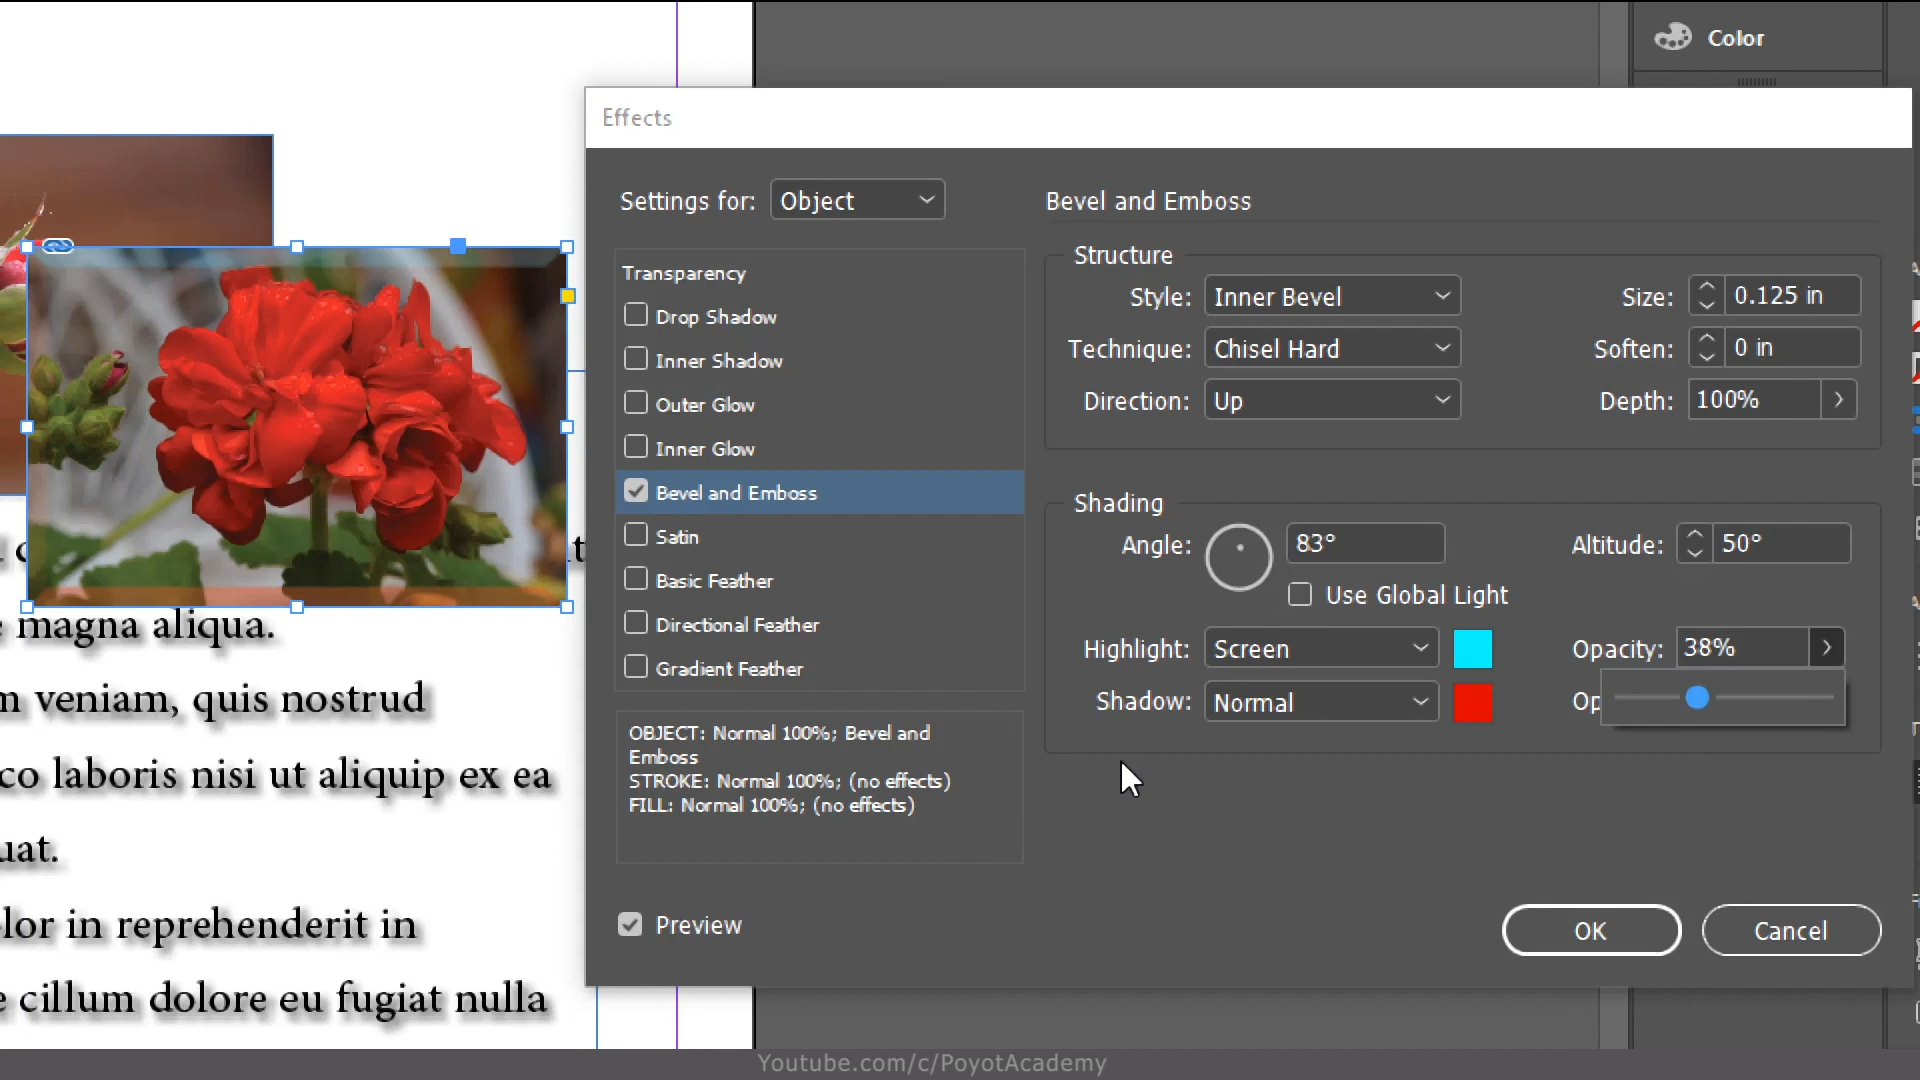 Color
Effects
Settings for: Object
Bevel and Emboss
Transparency
Drop Shadow
Inner Shadow
Outer Glow
Inner Glow
Bevel and Emboss
Satin
Basic Feather
Directional Feather
Gradient Feather
Structure
Style: Inner Bevel
Size: 0.125 in
Technique: Chisel Hard
Soften: 0 in
Direction: Up
Depth: 100%
Shading
Angle: 83°
Altitude: 50°
Use Global Light
Highlight: Screen
Opacity: 38%
Shadow: Normal
Op
OBJECT: Normal 100%; Bevel and
Emboss
STROKE: Normal 100%; (no effects)
FILL: Normal 100%; (no effects)
Preview
OK
Cancel
magna aliqua.
veniam, quis nostrud
laboris nisi ut aliquip ex ea
uat.
lor in reprehenderit in
cillum dolore eu fugiat nulla
Youtube.com/c/PoyotAcademy